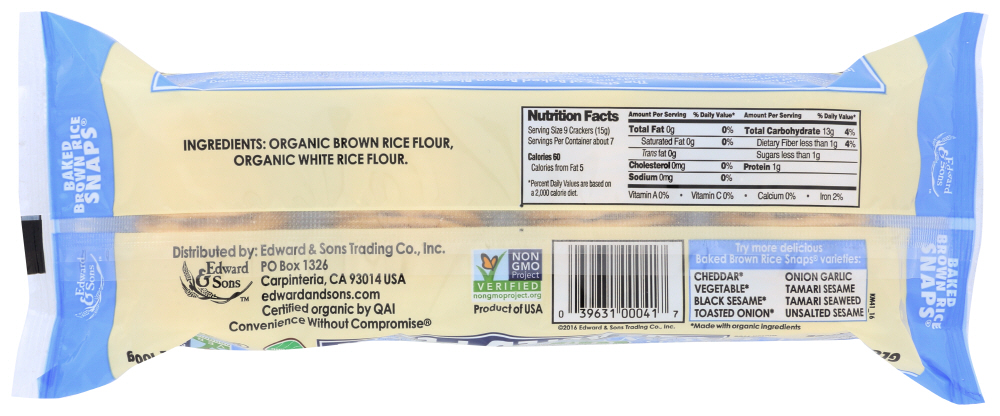 BAKED
BROWN RICE
SNAPS®
INGREDIENTS: ORGANIC BROWN RICE FLOUR,
ORGANIC WHITE RICE FLOUR.
Nutrition Facts
Serving Size 9 Crackers (15g)
Servings Per Container about 7
Calories 60
Calories from Fat 5
*Percent Daily Values are based on
a 2,000 calorie diet.
Amount Per Serving % Daily Value*
Total Fat 0g 0%
Saturated Fat 0g 0%
Trans fat 0g
Cholesterol 0mg 0%
Sodium 0mg 0%
Amount Per Serving % Daily Value*
Total Carbohydrate 13g 4%
Dietary Fiber less than 1g 4%
Sugars less than 1g
Protein 1g
Vitamin A 0% • Vitamin C 0% • Calcium 0% • Iron 2%
Edward
& Sons
Edward
& Sons
Distributed by: Edward & Sons Trading Co., Inc.
Edward
& Sons™
PO Box 1326
Carpinteria, CA 93014 USA
edwardandsons.com
Certified organic by QAI
Convenience Without Compromise®
NON
GMO
Project
VERIFIED
nongmoproject.org
Product of USA
0 39631 00041 7
©2016 Edward & Sons Trading Co., Inc.
Try more delicious
Baked Brown Rice Snaps® varieties:
CHEDDAR* ONION GARLIC
VEGETABLE* TAMARI SESAME
BLACK SESAME* TAMARI SEAWEED
TOASTED ONION* UNSALTED SESAME
*Made with organic ingredients
BAKED
BROWN RICE
SNAPS®
100g